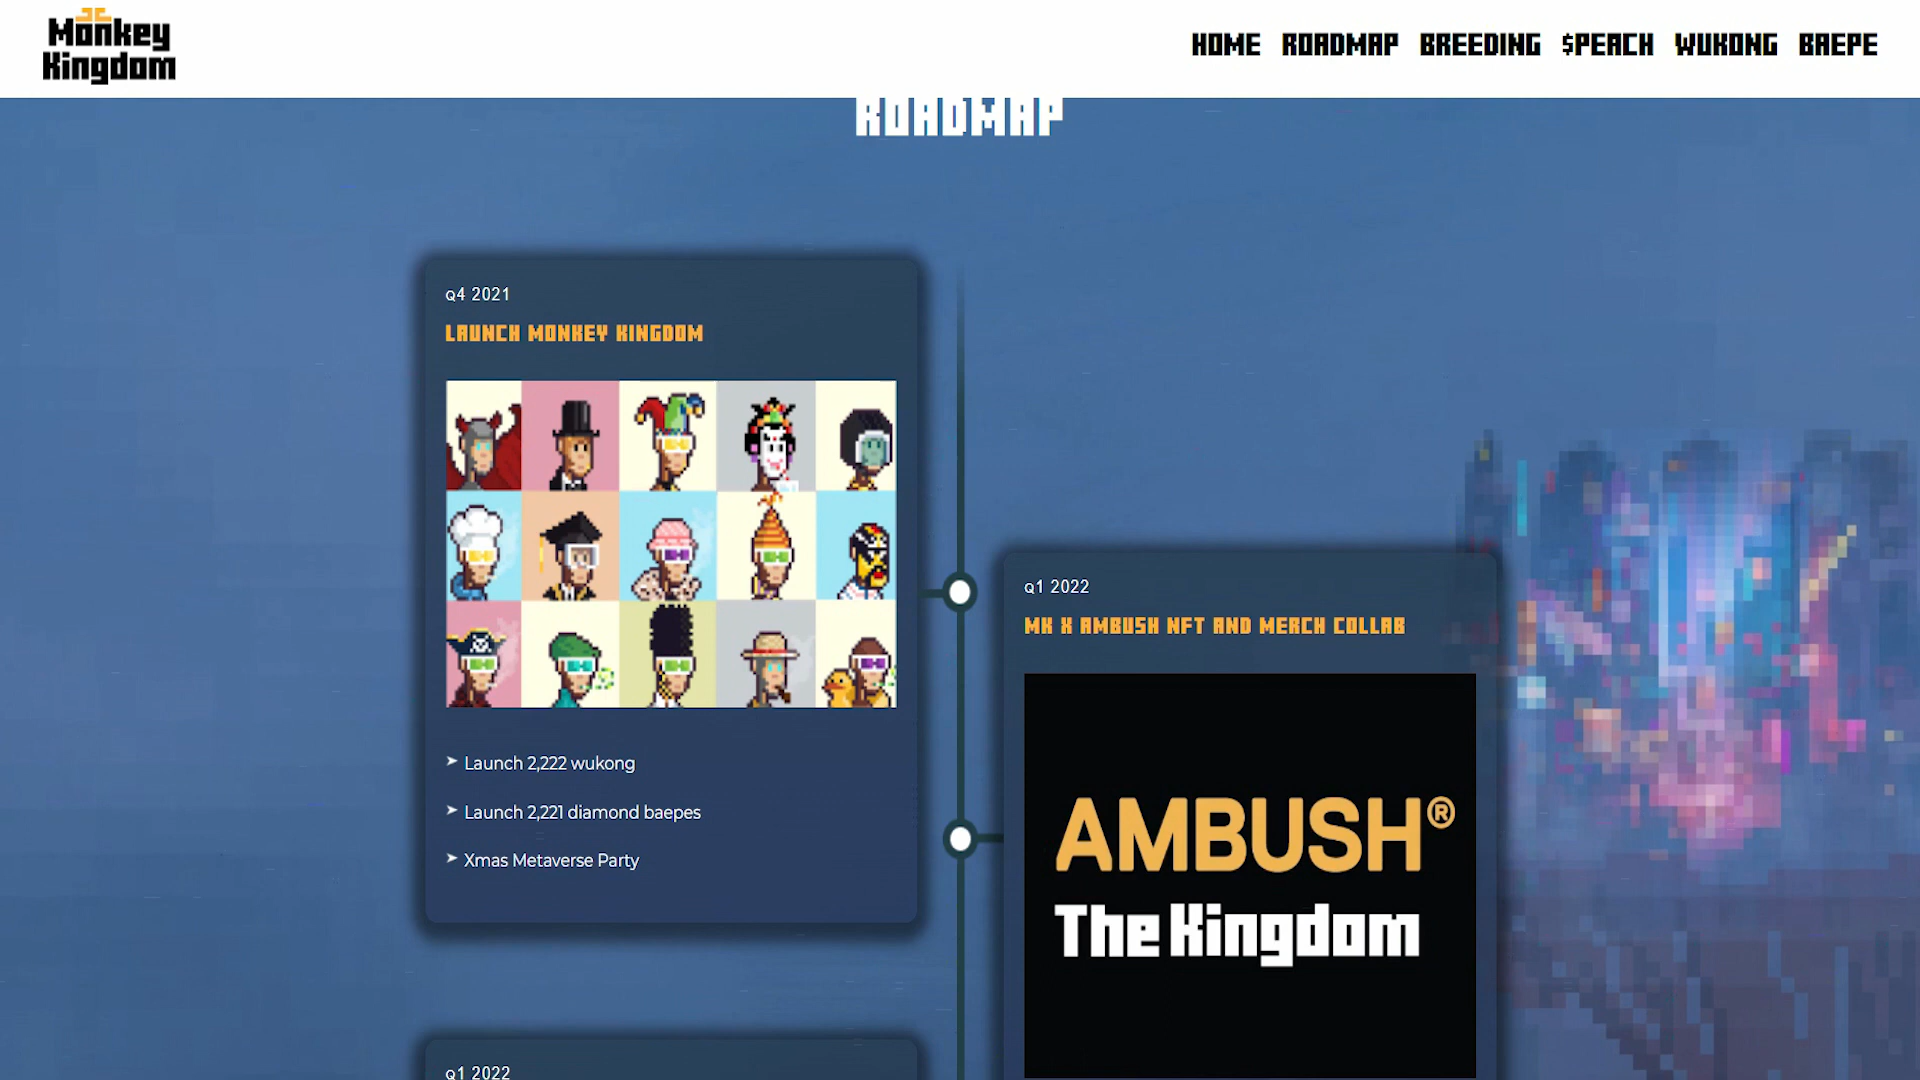 Monkey
Kingdom
HOME ROADMAP BREEDING $PEACH WUKONG BAEPE
ROADMAP
Q4 2021
LAUNCH MONKEY KINGDOM
➤ Launch 2,222 wukong
➤ Launch 2,221 diamond baepes
➤ Xmas Metaverse Party
Q1 2022
MK X AMBUSH NFT AND MERCH COLLAB
AMBUSH®
The Kingdom
Q1 2022